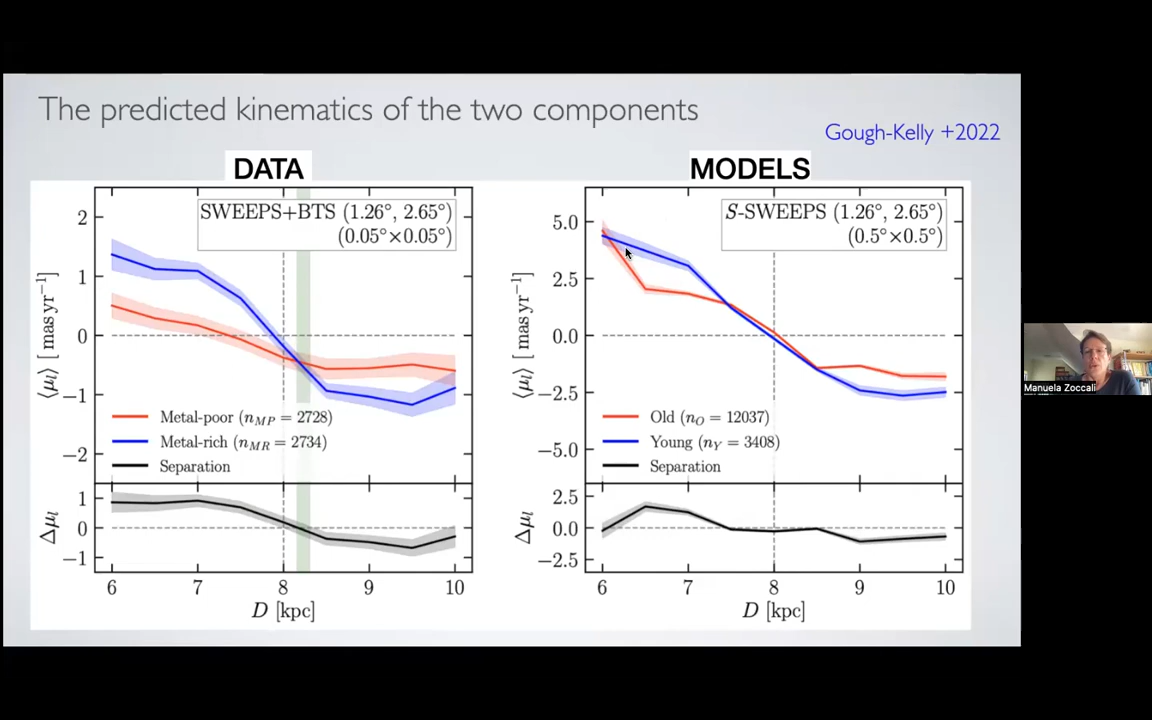 The predicted kinematics of the two components
Gough-Kelly +2022
DATA
SWEEPS+BTS (1.26°, 2.65°)
(0.05°×0.05°)
2
1
0
−1
−2
⟨μl⟩ [mas yr−1]
Metal-poor (nMP = 2728)
Metal-rich (nMR = 2734)
Separation
1
0
−1
Δμl
6 7 8 9 10
D [kpc]
MODELS
S-SWEEPS (1.26°, 2.65°)
(0.5°×0.5°)
5.0
2.5
0.0
−2.5
−5.0
⟨μl⟩ [mas yr−1]
Old (nO = 12037)
Young (nY = 3408)
Separation
2.5
0.0
−2.5
Δμl
6 7 8 9 10
D [kpc]
Manuela Zoccali